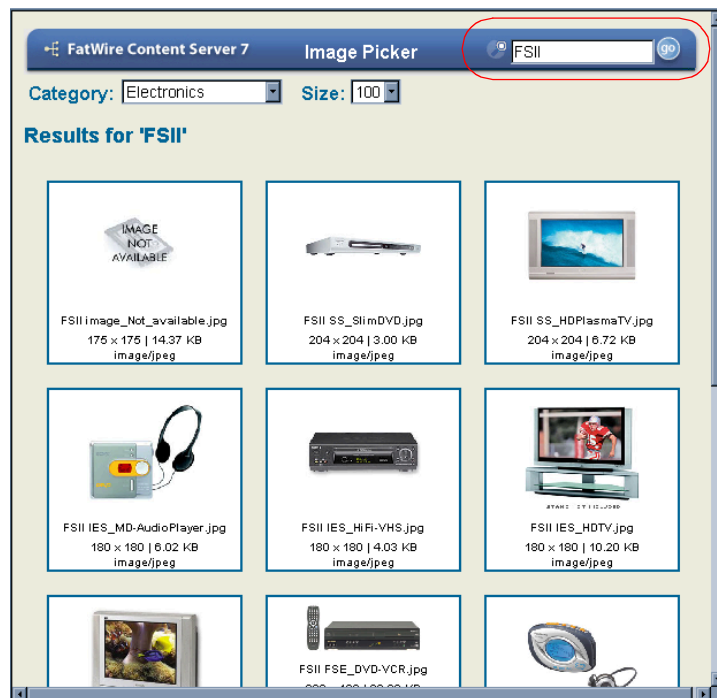 FatWire Content Server 7
Image Picker
FSII
go
Category: Electronics
Size: 100
Results for 'FSII'
IMAGE
NOT
AVAILABLE
FSII image_Not_available.jpg
175 x 175 | 14.37 KB
image/jpeg
FSII SS_SlimDVD.jpg
204 x 204 | 3.00 KB
image/jpeg
FSII SS_HDPlasmaTV.jpg
204 x 204 | 6.72 KB
image/jpeg
FSII IES_MD-AudioPlayer.jpg
180 x 180 | 6.02 KB
image/jpeg
FSII IES_HiFi-VHS.jpg
180 x 180 | 4.03 KB
image/jpeg
FSII IES_HDTV.jpg
180 x 180 | 10.20 KB
image/jpeg
FSII FSE_DVD-VCR.jpg